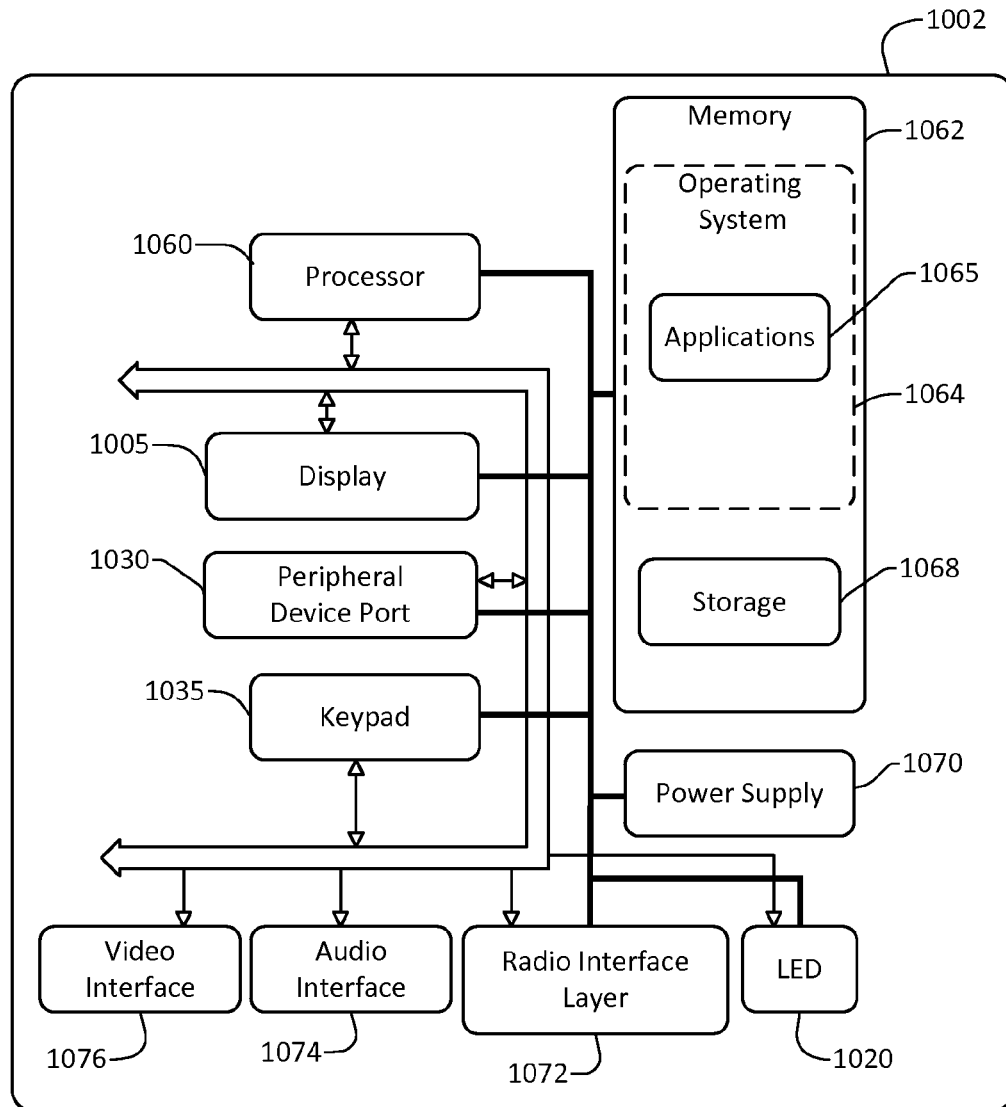 1002
Memory
1062
Operating
System
1060
Processor
1065
Applications
1064
1005
Display
1030
Peripheral
Device Port
1068
Storage
1035
Keypad
1070
Power Supply
Video
Interface
Audio
Interface
Radio Interface
Layer
LED
1076
1074
1072
1020